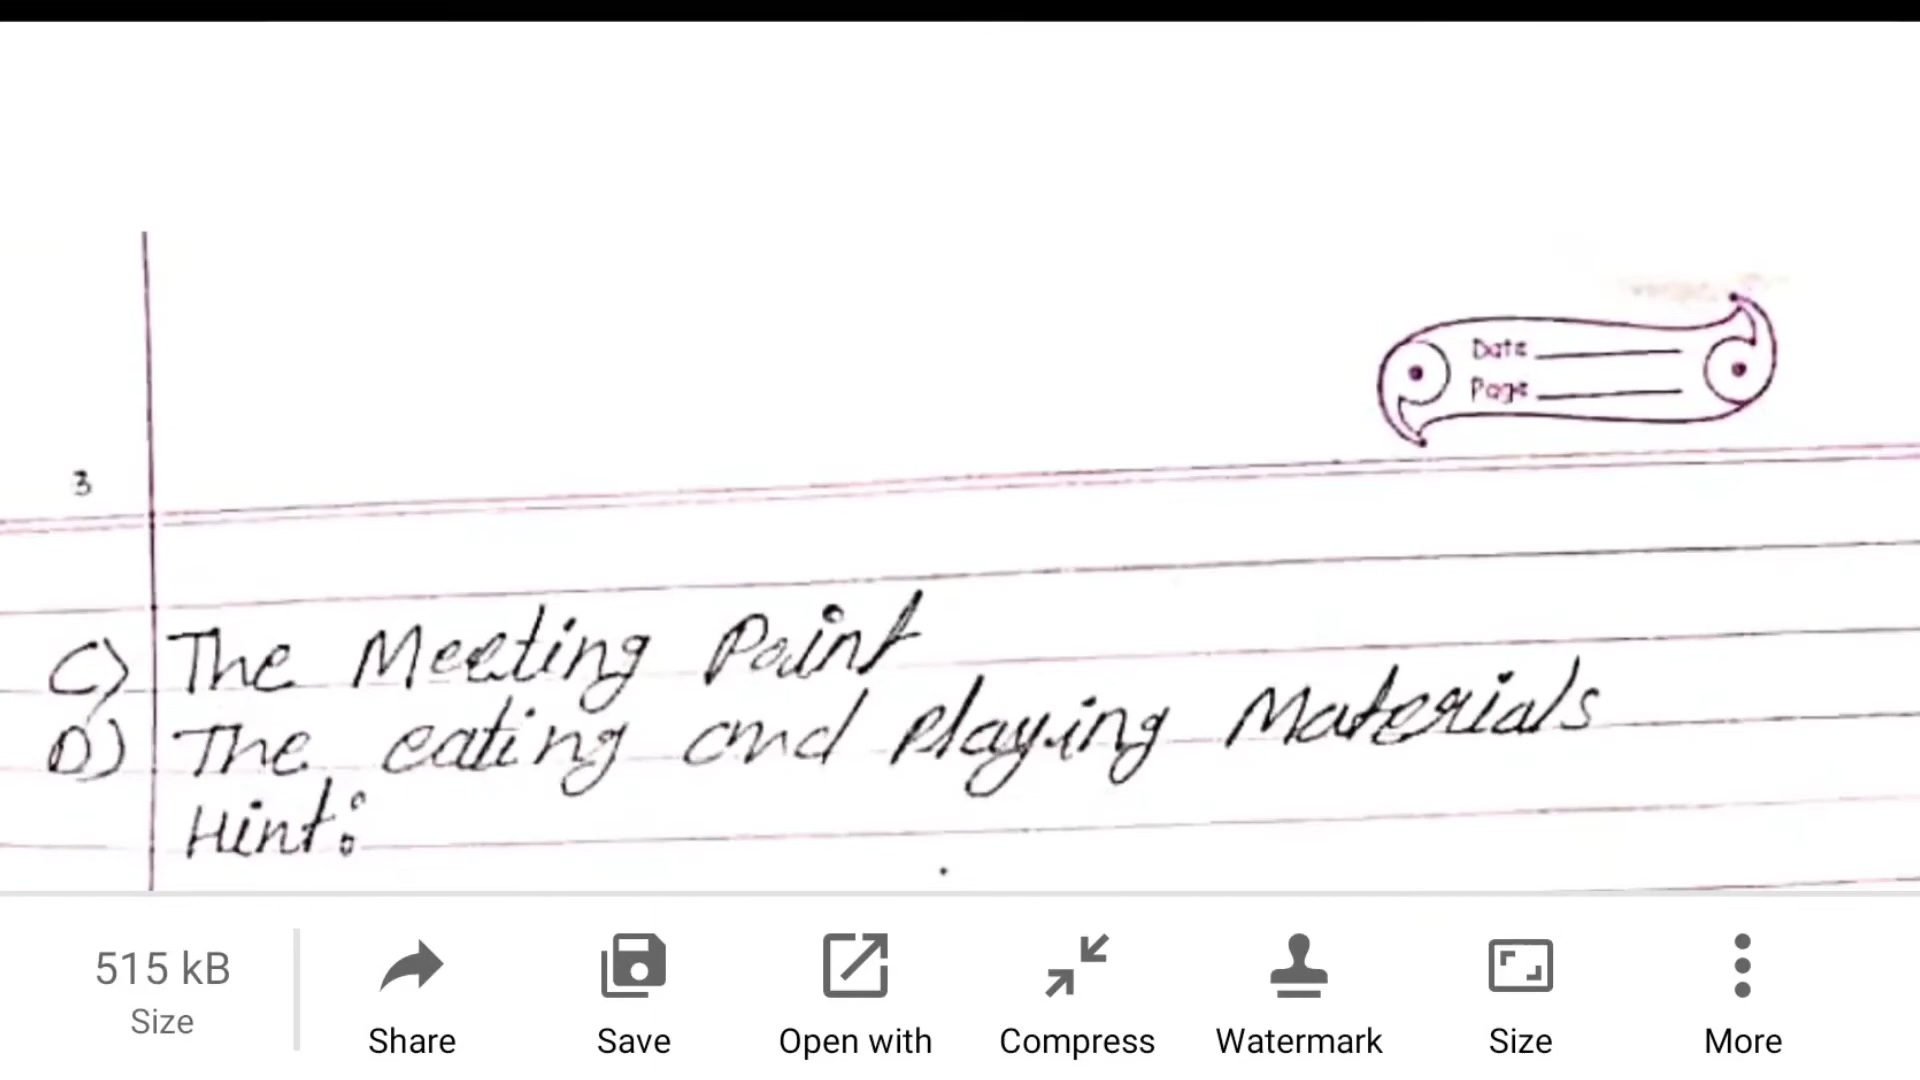 Date
Page
3
C) The Meeting Point
D) The eating and Playing Materials
Hint:
515 kB
Size
Share
Save
Open with
Compress
Watermark
Size
More